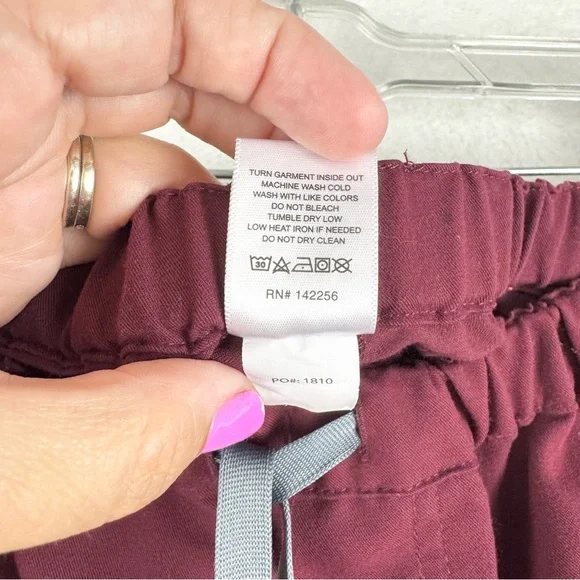 TURN GARMENT INSIDE OUT
MACHINE WASH COLD
WASH WITH LIKE COLORS
DO NOT BLEACH
TUMBLE DRY LOW
LOW HEAT IRON IF NEEDED
DO NOT DRY CLEAN
30
RN# 142256
PO#: 1810